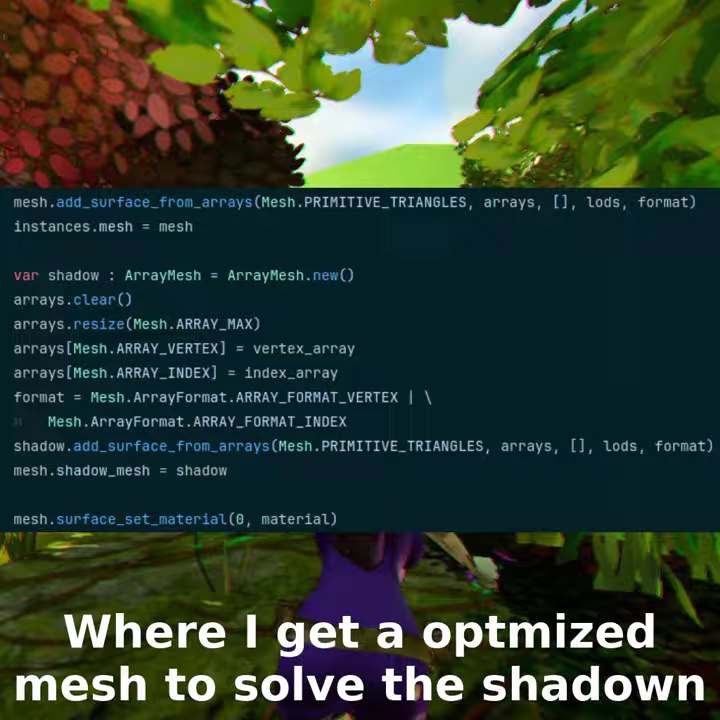 mesh.add_surface_from_arrays(Mesh.PRIMITIVE_TRIANGLES, arrays, [], lods, format)
instances.mesh = mesh
var shadow : ArrayMesh = ArrayMesh.new()
arrays.clear()
arrays.resize(Mesh.ARRAY_MAX)
arrays[Mesh.ARRAY_VERTEX] = vertex_array
arrays[Mesh.ARRAY_INDEX] = index_array
format = Mesh.ArrayFormat.ARRAY_FORMAT_VERTEX | \
Mesh.ArrayFormat.ARRAY_FORMAT_INDEX
shadow.add_surface_from_arrays(Mesh.PRIMITIVE_TRIANGLES, arrays, [], lods, format)
mesh.shadow_mesh = shadow
mesh.surface_set_material(0, material)
Where I get a optmized
mesh to solve the shadown